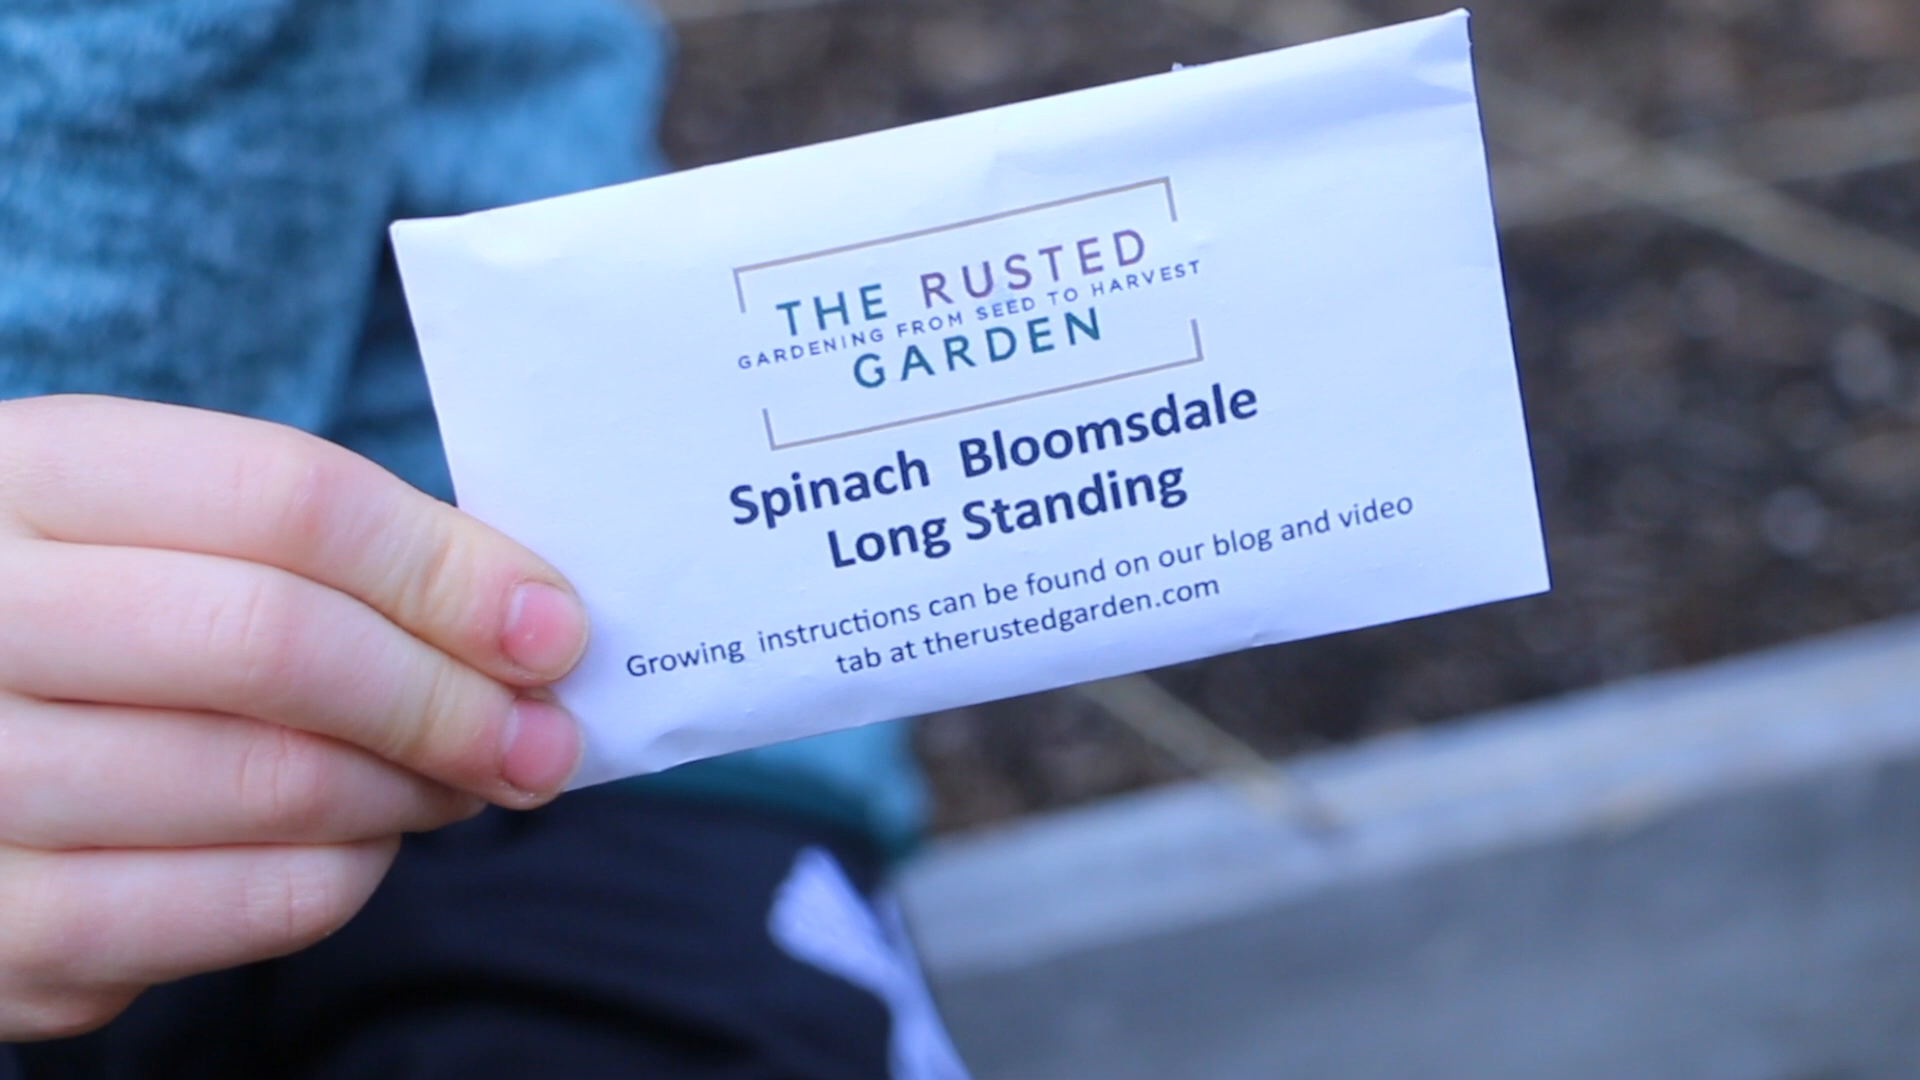 THE RUSTED
GARDENING FROM SEED TO HARVEST
GARDEN
Spinach Bloomsdale
Long Standing
Growing instructions can be found on our blog and video
tab at therustedgarden.com